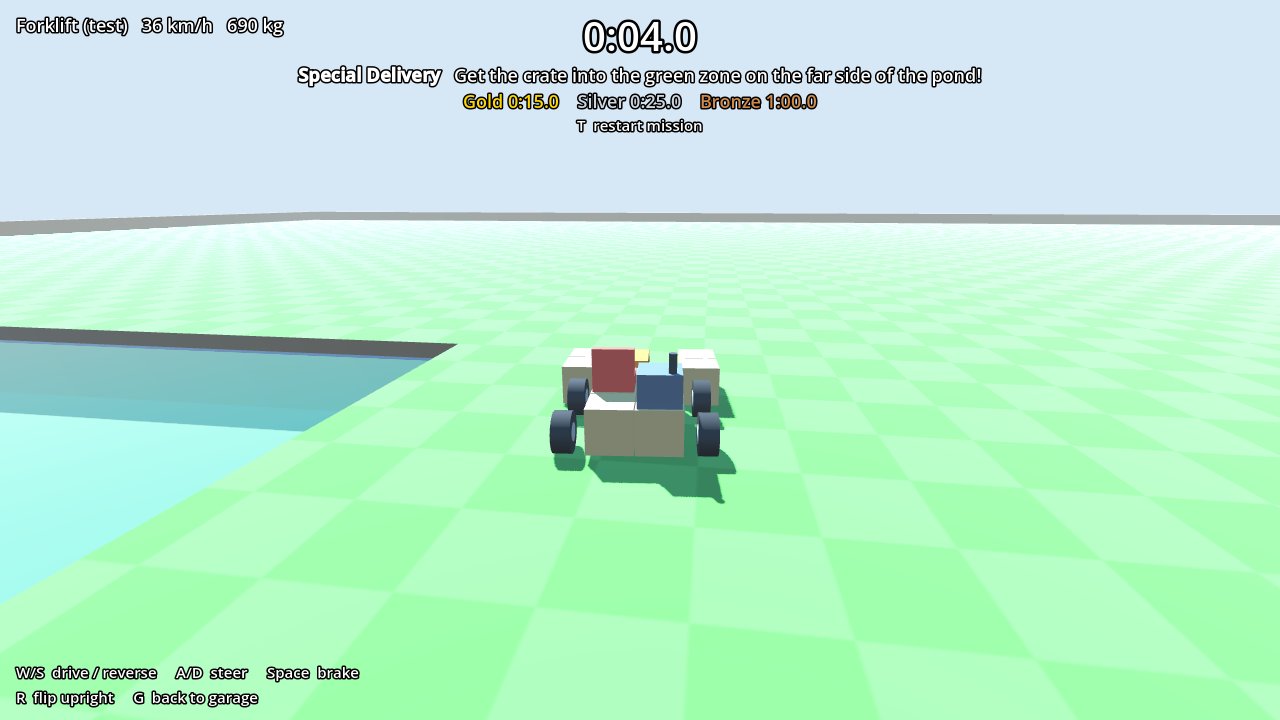 Forklift (test) 36 km/h 690 kg
0:04.0
Special Delivery Get the crate into the green zone on the far side of the pond!
Gold 0:15.0 Silver 0:25.0 Bronze 1:00.0
T restart mission
W/S drive / reverse A/D steer Space brake
R flip upright G back to garage